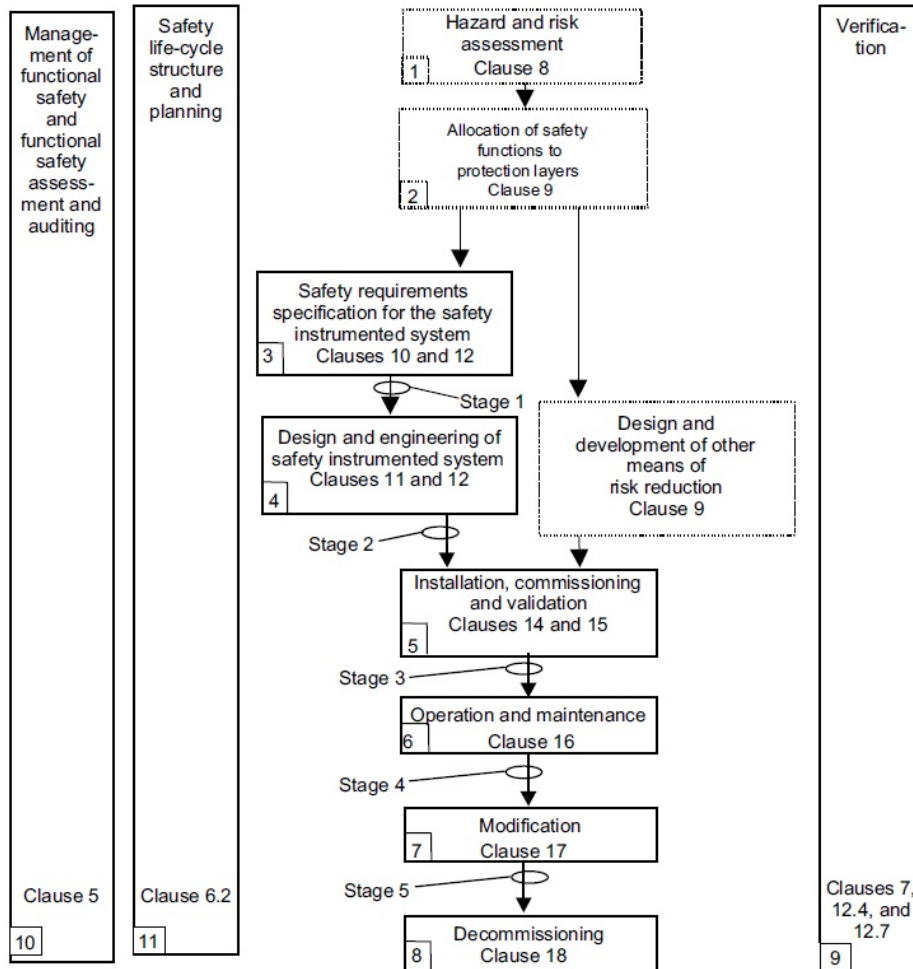 Manage-
ment of
functional
safety
and
functional
safety
assess-
ment and
auditing
Clause 5
10
Safety
life-cycle
structure
and
planning
Clause 6.2
11
Hazard and risk
assessment
Clause 8
1
Allocation of safety
functions to
protection layers
Clause 9
2
Safety requirements
specification for the safety
instrumented system
Clauses 10 and 12
3
Stage 1
Design and engineering of
safety instrumented system
Clauses 11 and 12
4
Design and
development of other
means of
risk reduction
Clause 9
Stage 2
Installation, commissioning
and validation
Clauses 14 and 15
5
Stage 3
Operation and maintenance
Clause 16
6
Stage 4
Modification
Clause 17
7
Stage 5
Decommissioning
Clause 18
8
Verifica-
tion
Clauses 7,
12.4, and
12.7
9